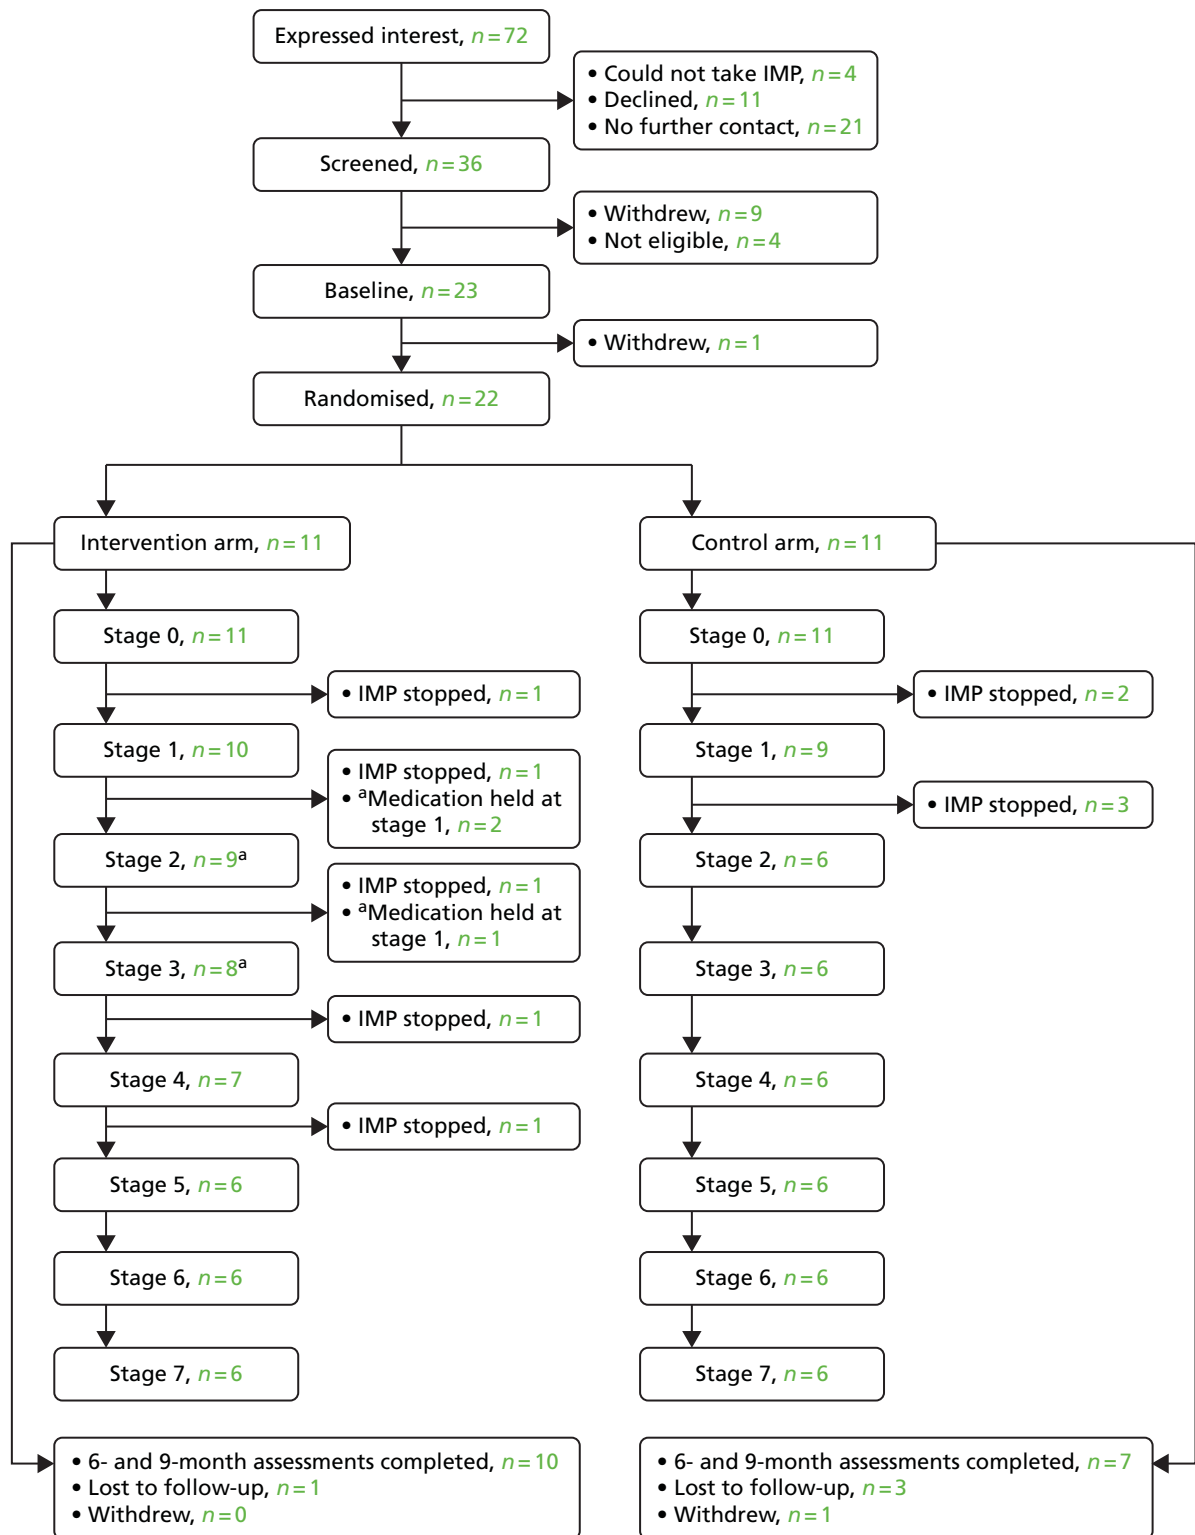 Expressed interest, n=72
• Could not take IMP, n=4
• Declined, n=11
• No further contact, n=21
Screened, n=36
• Withdrew, n=9
• Not eligible, n=4
Baseline, n=23
• Withdrew, n=1
Randomised, n=22
Intervention arm, n=11
Stage 0, n=11
• IMP stopped, n=1
Stage 1, n=10
• IMP stopped, n=1
• aMedication held at
stage 1, n=2
Stage 2, n=9a
• IMP stopped, n=1
• aMedication held at
stage 1, n=1
Stage 3, n=8a
• IMP stopped, n=1
Stage 4, n=7
• IMP stopped, n=1
Stage 5, n=6
Stage 6, n=6
Stage 7, n=6
• 6- and 9-month assessments completed, n=10
• Lost to follow-up, n=1
• Withdrew, n=0
Control arm, n=11
Stage 0, n=11
• IMP stopped, n=2
Stage 1, n=9
• IMP stopped, n=3
Stage 2, n=6
Stage 3, n=6
Stage 4, n=6
Stage 5, n=6
Stage 6, n=6
Stage 7, n=6
• 6- and 9-month assessments completed, n=7
• Lost to follow-up, n=3
• Withdrew, n=1